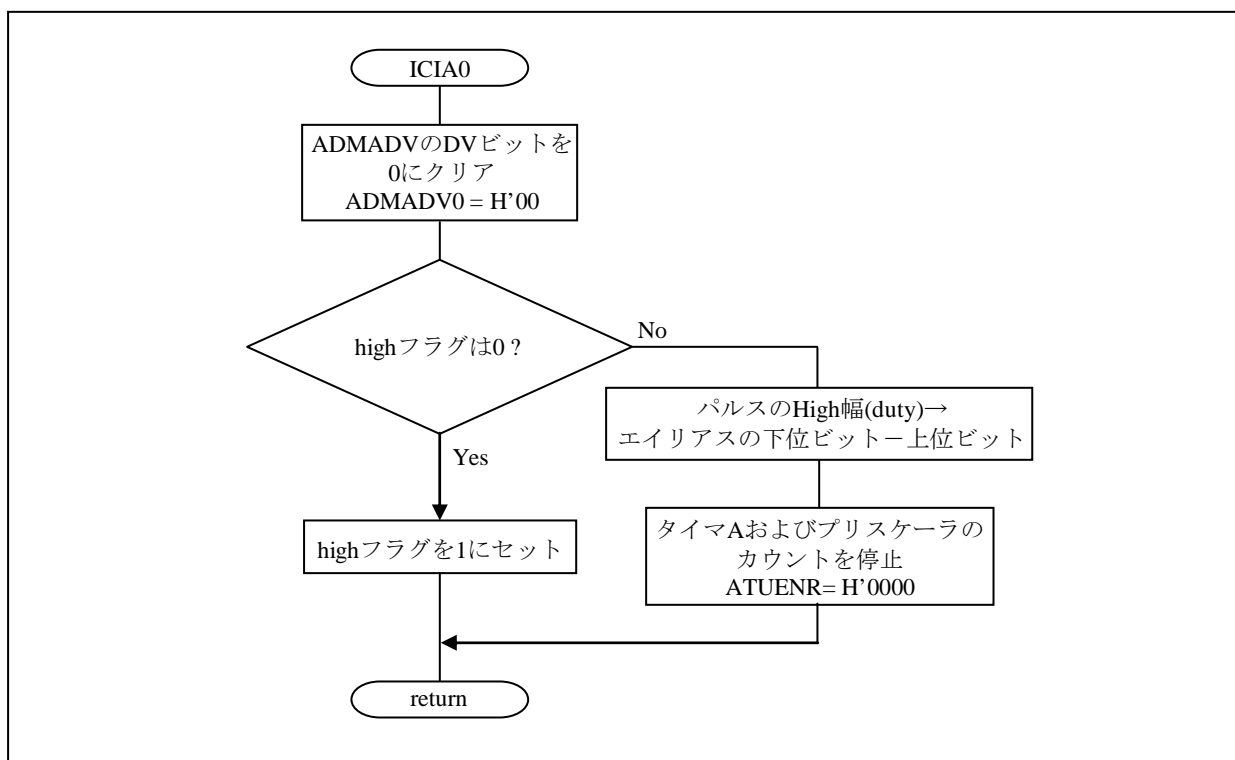 ICIA0
ADMADVのDVビットを
0にクリア
ADMADV0 = H’00
highフラグは0？
No
パルスのHigh幅(duty)→
エイリアスの下位ビット－上位ビット
Yes
タイマAおよびプリスケーラの
カウントを停止
ATUENR= H’0000
highフラグを1にセット
return